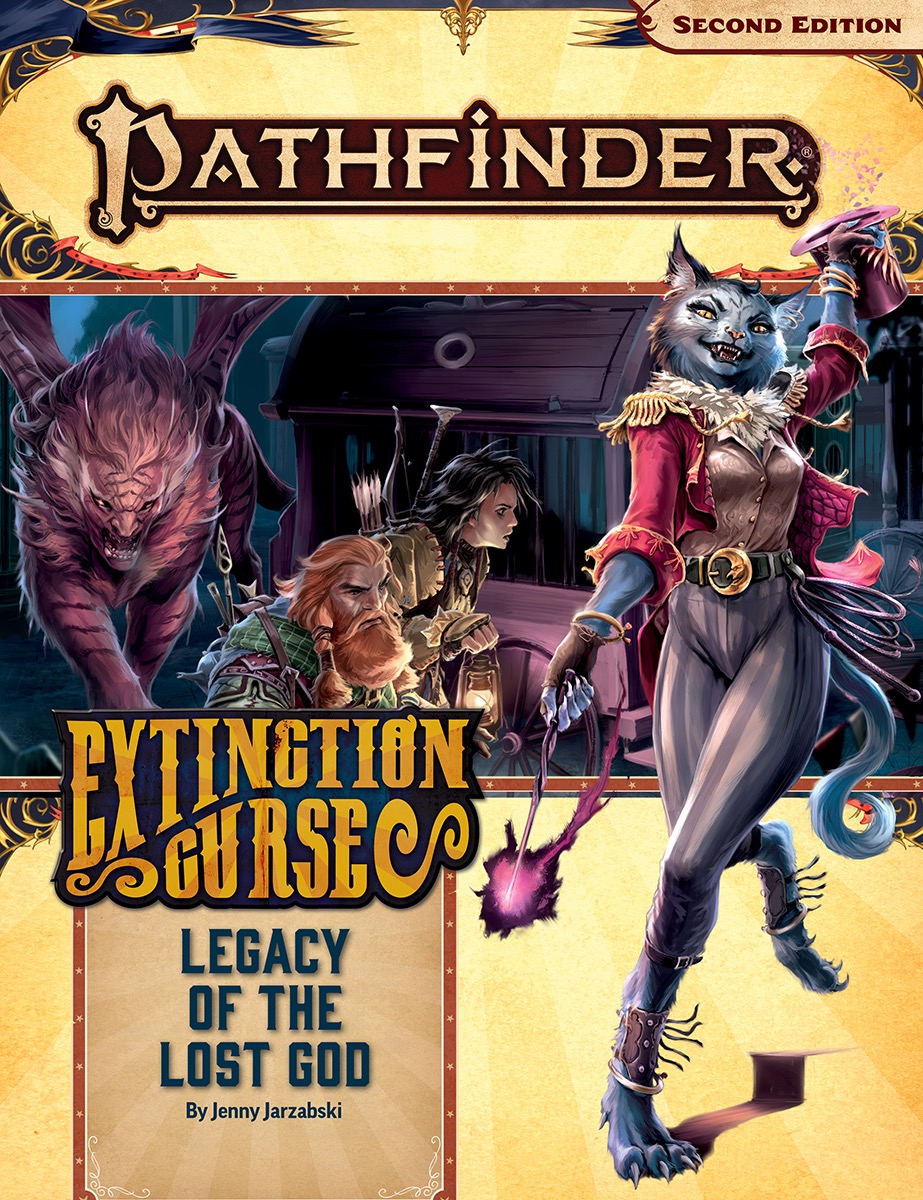 Second Edition
PATHFINDER®
EXTINCTION
CURSE
LEGACY
OF THE
LOST GOD
By Jenny Jarzabski